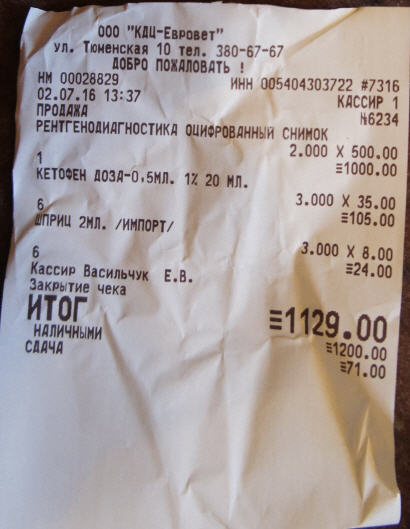 ООО "КДЦ-Евровет"
ул. Тюменская 10 тел. 380-67-67
ДОБРО ПОЖАЛОВАТЬ !
НМ 00028829 ИНН 005404303722 #7316
02.07.16 13:37 КАССИР 1
ПРОДАЖА №6234
РЕНТГЕНОДИАГНОСТИКА ОЦИФРОВАННЫЙ СНИМОК
2.000 X 500.00
1 ≡1000.00
КЕТОФЕН ДОЗА-0,5МЛ. 1% 20 МЛ.
3.000 X 35.00
6 ≡105.00
ШПРИЦ 2МЛ. /ИМПОРТ/
3.000 X 8.00
6 ≡24.00
Кассир Васильчук Е.В.
Закрытие чека
ИТОГ ≡1129.00
НАЛИЧНЫМИ ≡1200.00
СДАЧА ≡71.00